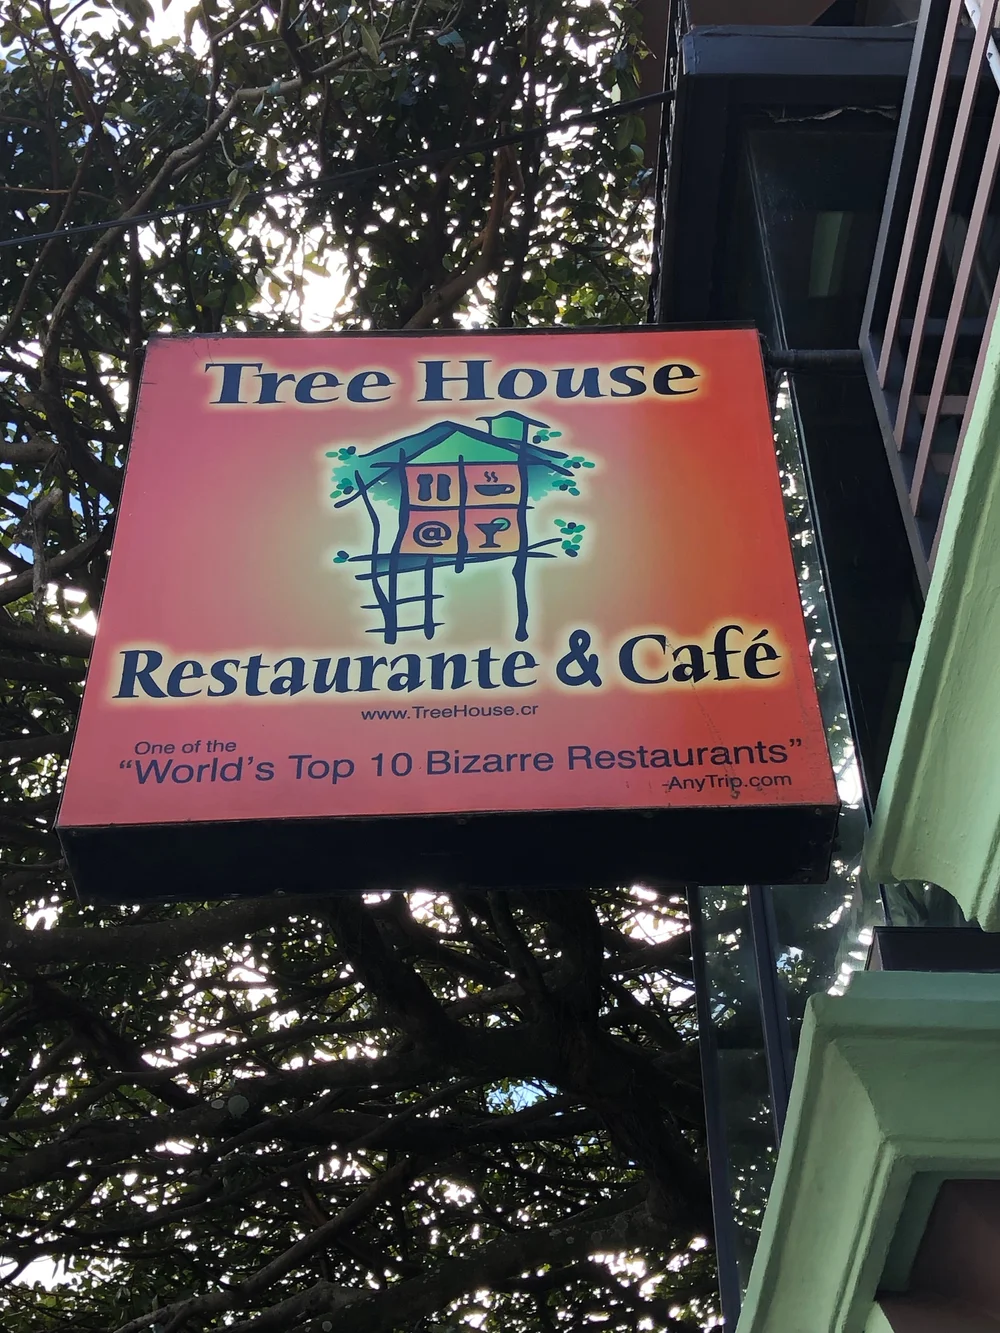 Tree House
@
Restaurante & Café
www.TreeHouse.cr
One of the
“World's Top 10 Bizarre Restaurants”
-AnyTrip.com